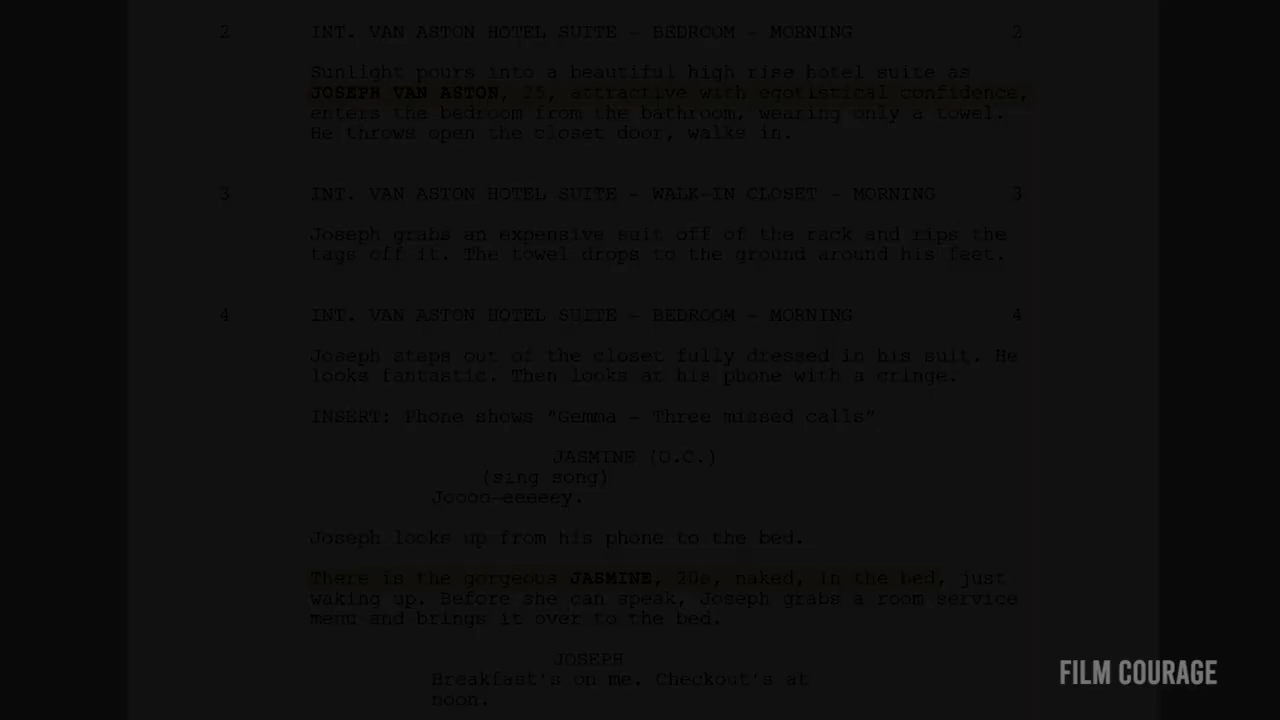 2 INT. VAN ASTON HOTEL SUITE - BEDROOM - MORNING 2
Sunlight pours into a beautiful high rise hotel suite as
JOSEPH VAN ASTON, 25, attractive with egotistical confidence,
enters the bedroom from the bathroom, wearing only a towel.
He throws open the closet door, walks in.
3 INT. VAN ASTON HOTEL SUITE - WALK-IN CLOSET - MORNING 3
Joseph grabs an expensive suit off of the rack and rips the
tags off it. The towel drops to the ground around his feet.
4 INT. VAN ASTON HOTEL SUITE - BEDROOM - MORNING 4
Joseph steps out of the closet fully dressed in his suit. He
looks fantastic. Then looks at his phone with a cringe.
INSERT: Phone shows "Gemma - Three missed calls"
JASMINE (O.C.)
(sing song)
Joooo-eeeeey.
Joseph looks up from his phone to the bed.
There is the gorgeous JASMINE, 20s, naked, in the bed, just
waking up. Before she can speak, Joseph grabs a room service
menu and brings it over to the bed.
JOSEPH
Breakfast's on me. Checkout's at
noon.
FILM COURAGE